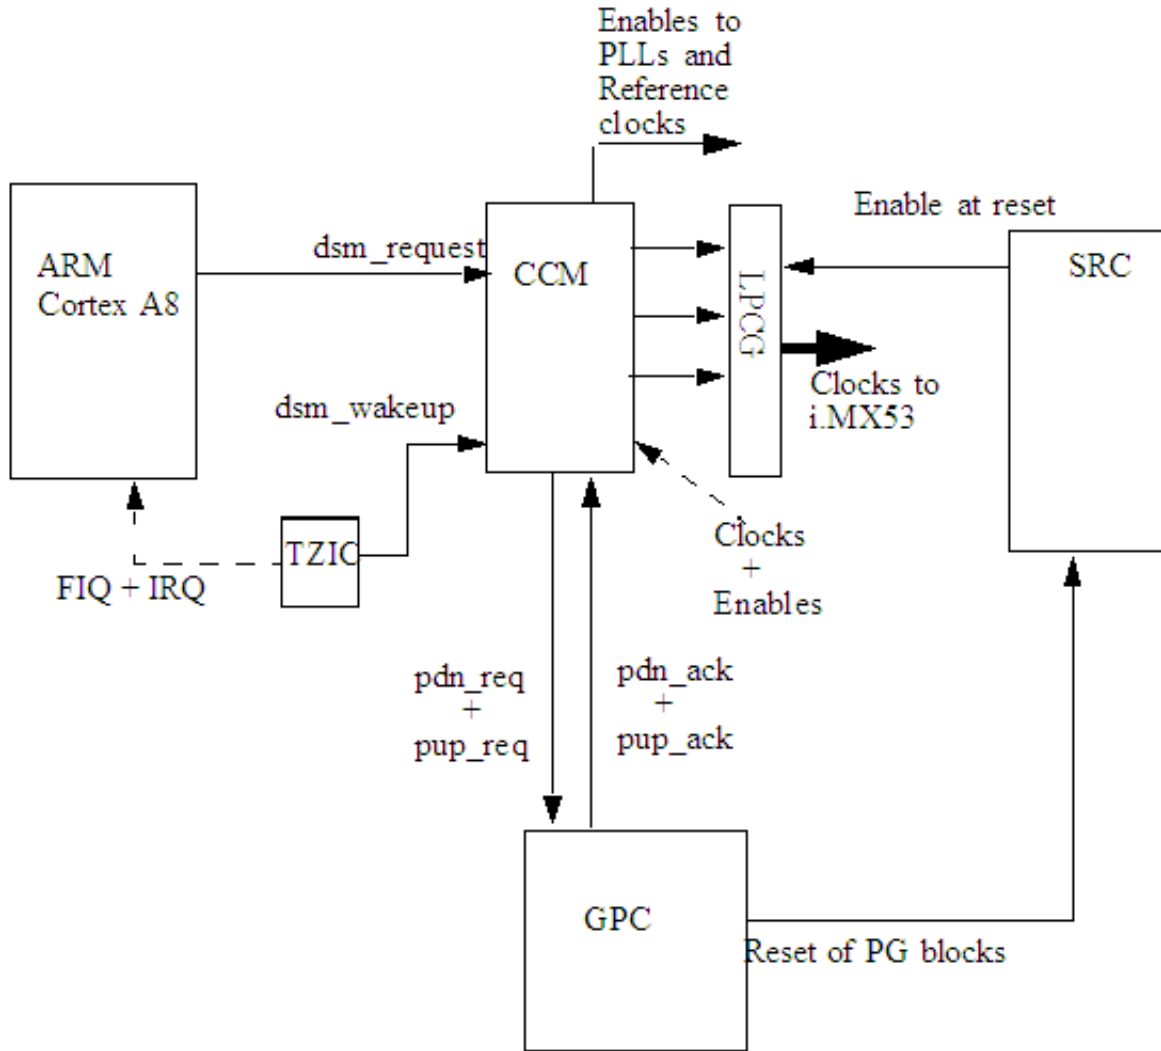 Enables to
PLLs and
Reference
clocks
Enable at reset
ARM
Cortex A8
dsm_request
CCM
LPCG
SRC
Clocks to
i.MX53
dsm_wakeup
TZIC
FIQ + IRQ
Clocks
+
Enables
pdn_req
+
pup_req
pdn_ack
+
pup_ack
GPC
Reset of PG blocks